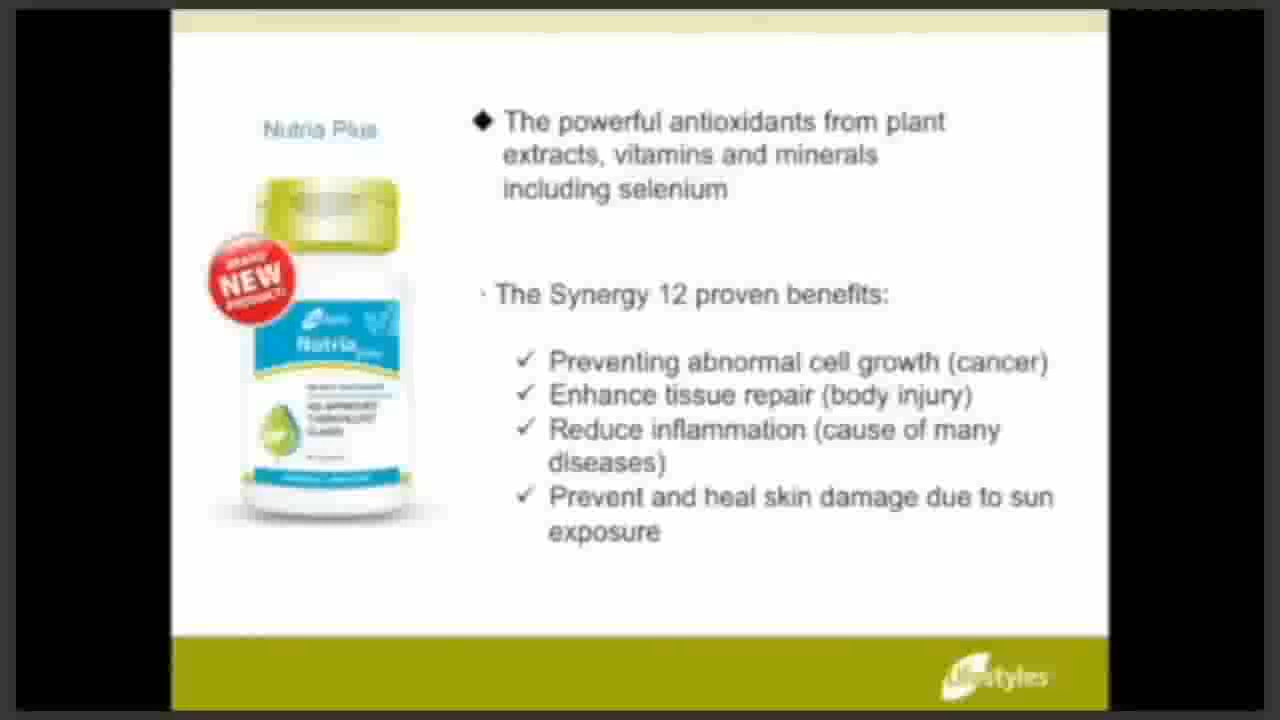 Nutria Plus
◆ The powerful antioxidants from plant
extracts, vitamins and minerals
including selenium
NEW
Nutria
· The Synergy 12 proven benefits:
✓ Preventing abnormal cell growth (cancer)
✓ Enhance tissue repair (body injury)
✓ Reduce inflammation (cause of many
diseases)
✓ Prevent and heal skin damage due to sun
exposure
Lifestyles